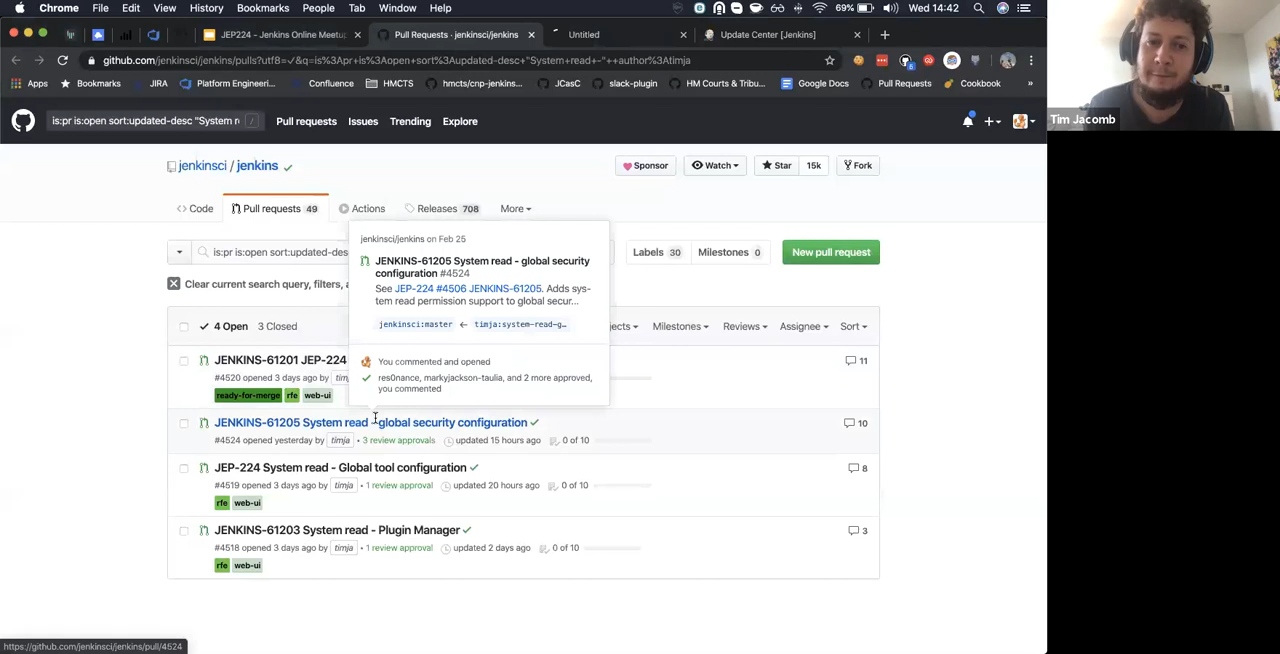 Chrome File Edit View History Bookmarks People Tab Window Help 69% Wed 14:42
JEP224 - Jenkins Online Meetup
Pull Requests · jenkinsci/jenkins
Untitled
Update Center [Jenkins]
github.com/jenkinsci/jenkins/pulls?utf8=✓&q=is%3Apr+is%3Aopen+sort%3Aupdated-desc+"System+read+-"++author%3Atimja
Apps Bookmarks JIRA Platform Engineeri... Confluence HMCTS hmcts/cnp-jenkins... JCasC slack-plugin HM Courts & Tribu... Google Docs Pull Requests Cookbook »
Tim Jacomb
is:pr is:open sort:updated-desc "System r /
Pull requests Issues Trending Explore
jenkinsci / jenkins
Sponsor Watch Star 15k Fork
Code Pull requests 49 Actions Releases 708 More
is:pr is:open sort:updated-des
Labels 30 Milestones 0 New pull request
Clear current search query, filters, a
jenkinsci/jenkins on Feb 25
JENKINS-61205 System read - global security
configuration #4524
See JEP-224 #4506 JENKINS-61205. Adds sys-
tem read permission support to global secur...
jenkinsci:master ← timja:system-read-g…
You commented and opened
res0nance, markyjackson-taulia, and 2 more approved,
you commented
4 Open 3 Closed
jects Milestones Reviews Assignee Sort
JENKINS-61201 JEP-224
11
#4520 opened 3 days ago by tim
ready-for-merge rfe web-ui
JENKINS-61205 System read - global security configuration
10
#4524 opened yesterday by timja • 3 review approvals updated 15 hours ago 0 of 10
JEP-224 System read - Global tool configuration
8
#4519 opened 3 days ago by timja • 1 review approval updated 20 hours ago 0 of 10
rfe web-ui
JENKINS-61203 System read - Plugin Manager
3
#4518 opened 3 days ago by timja • 1 review approval updated 2 days ago 0 of 10
rfe web-ui
https://github.com/jenkinsci/jenkins/pull/4524